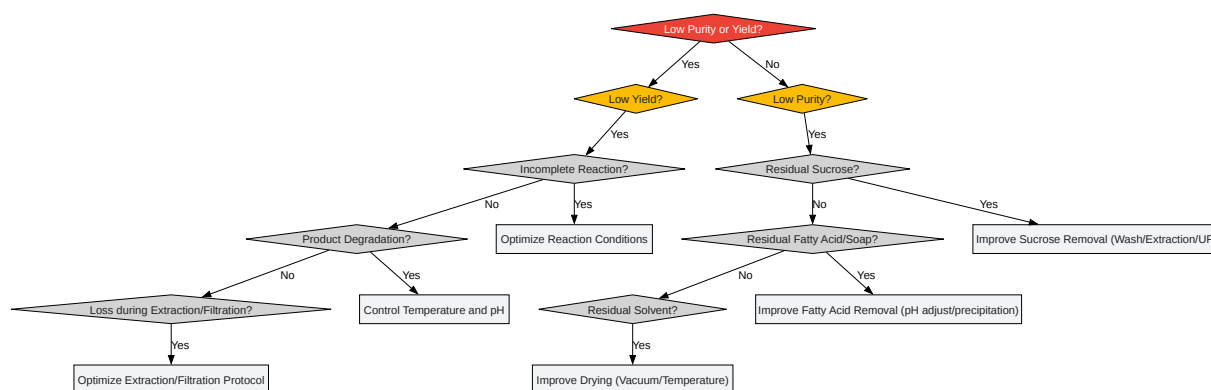 Low Purity or Yield?
Yes
No
Low Yield?
Low Purity?
Yes
Yes
Incomplete Reaction?
Residual Sucrose?
No
Yes
No
Yes
Product Degradation?
Optimize Reaction Conditions
Residual Fatty Acid/Soap?
Improve Sucrose Removal (Wash/Extraction/UF
No
Yes
No
Yes
Loss during Extraction/Filtration?
Control Temperature and pH
Residual Solvent?
Improve Fatty Acid Removal (pH adjust/precipitation)
Yes
Yes
Optimize Extraction/Filtration Protocol
Improve Drying (Vacuum/Temperature)